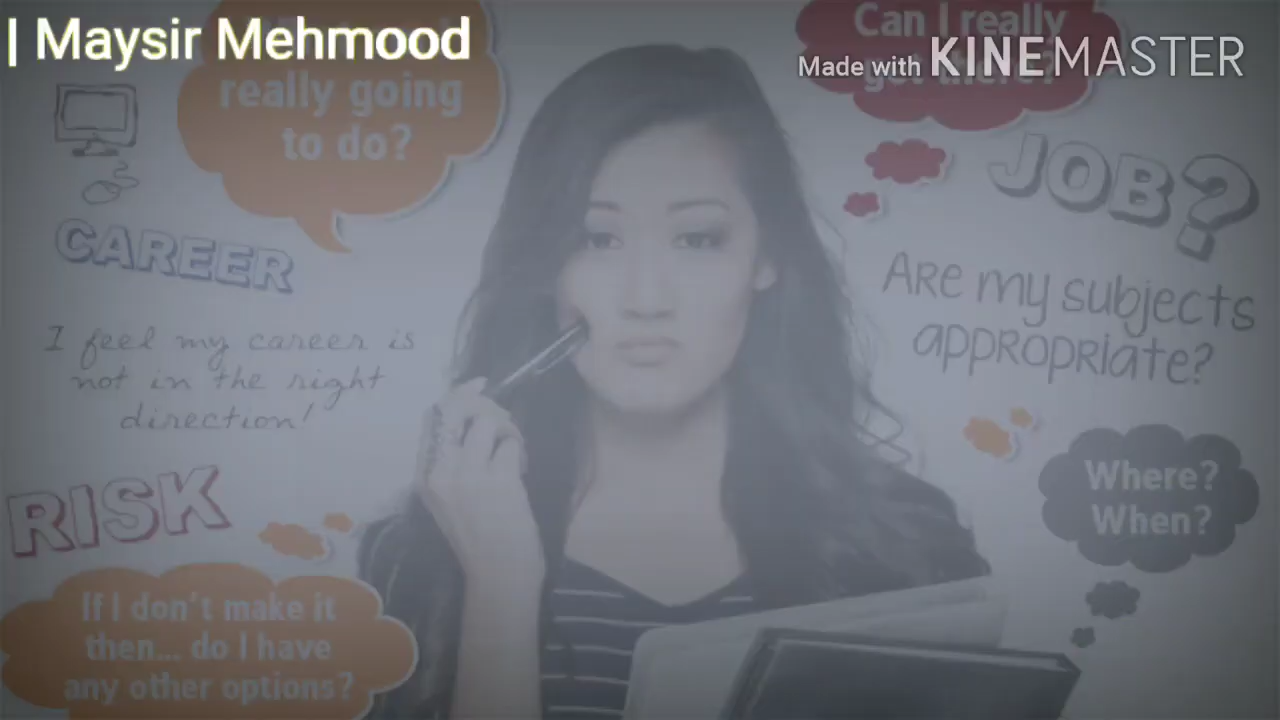 | Maysir Mehmood
really going
to do?
Can I really
Made with KINEMASTER
JOB?
CAREER
Are my subjects
appropriate?
I feel my career is
not in the right
direction!
Where?
When?
RISK
If I don't make it
then... do I have
any other options?